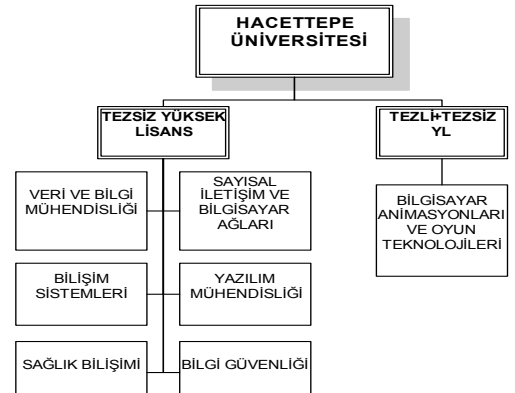 HACETTEPE
ÜNİVERSİTESİ
TEZSİZ YÜKSEK
LİSANS
TEZLİ+TEZSİZ
YL
VERİ VE BİLGİ
MÜHENDİSLİĞİ
SAYISAL
İLETİŞİM VE
BİLGİSAYAR
AĞLARI
BİLGİSAYAR
ANİMASYONLARI
VE OYUN
TEKNOLOJİLERİ
BİLİŞİM
SİSTEMLERİ
YAZILIM
MÜHENDİSLİĞİ
SAĞLIK BİLİŞİMİ
BİLGİ GÜVENLİĞİ